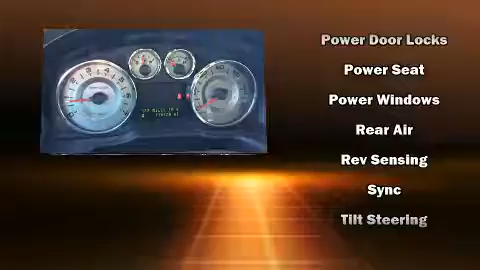 Power Door Locks
Power Seat
Power Windows
Rear Air
Rev Sensing
Sync
Tilt Steering